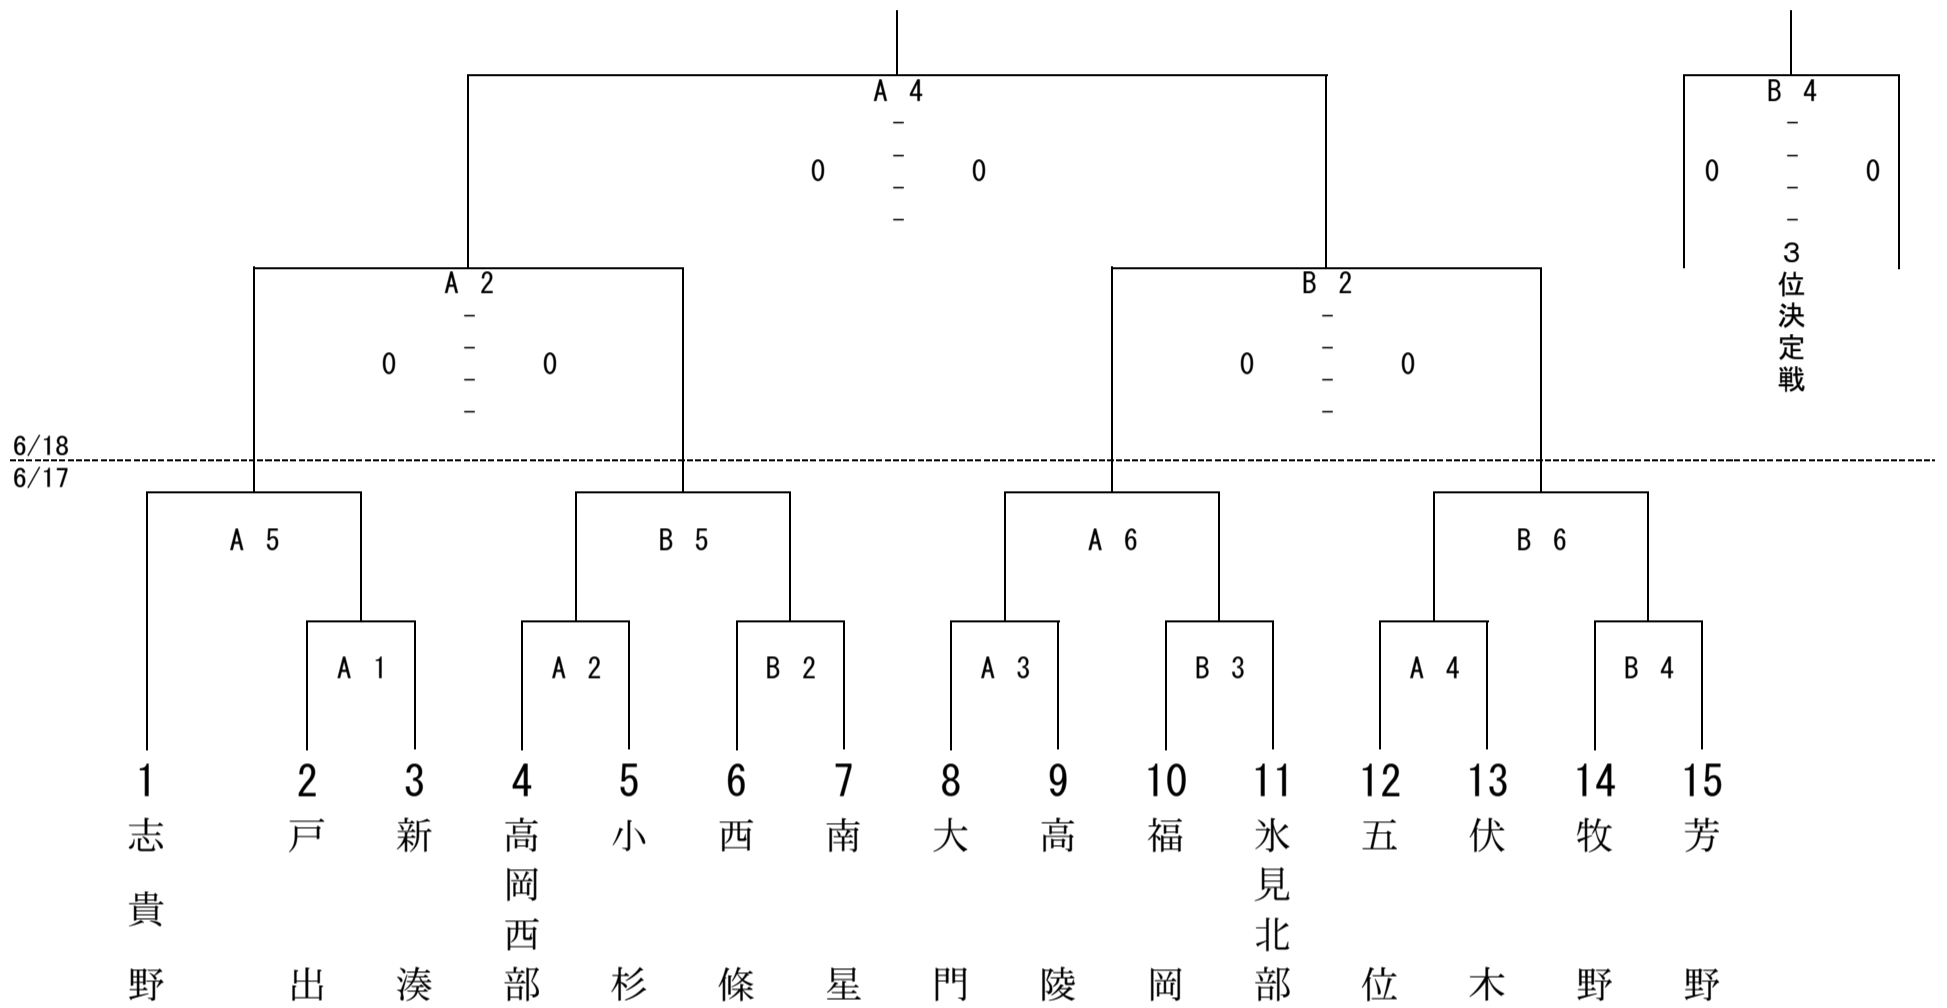 A 4 B 4
－ －
－ －
0 0 0 0
－ －
－ －
3位決定戦
A 2 B 2
－ －
－ －
0 0 0 0
－ －
－ －
6/18
6/17
A 5 B 5 A 6 B 6
A 1 A 2 B 2 A 3 B 3 A 4 B 4
1 2 3 4 5 6 7 8 9 10 11 12 13 14 15
志貴野
戸出
新湊
高岡西部
小杉
西條
南星
大門
高陵
福岡
氷見北部
五位
伏木
牧野
芳野